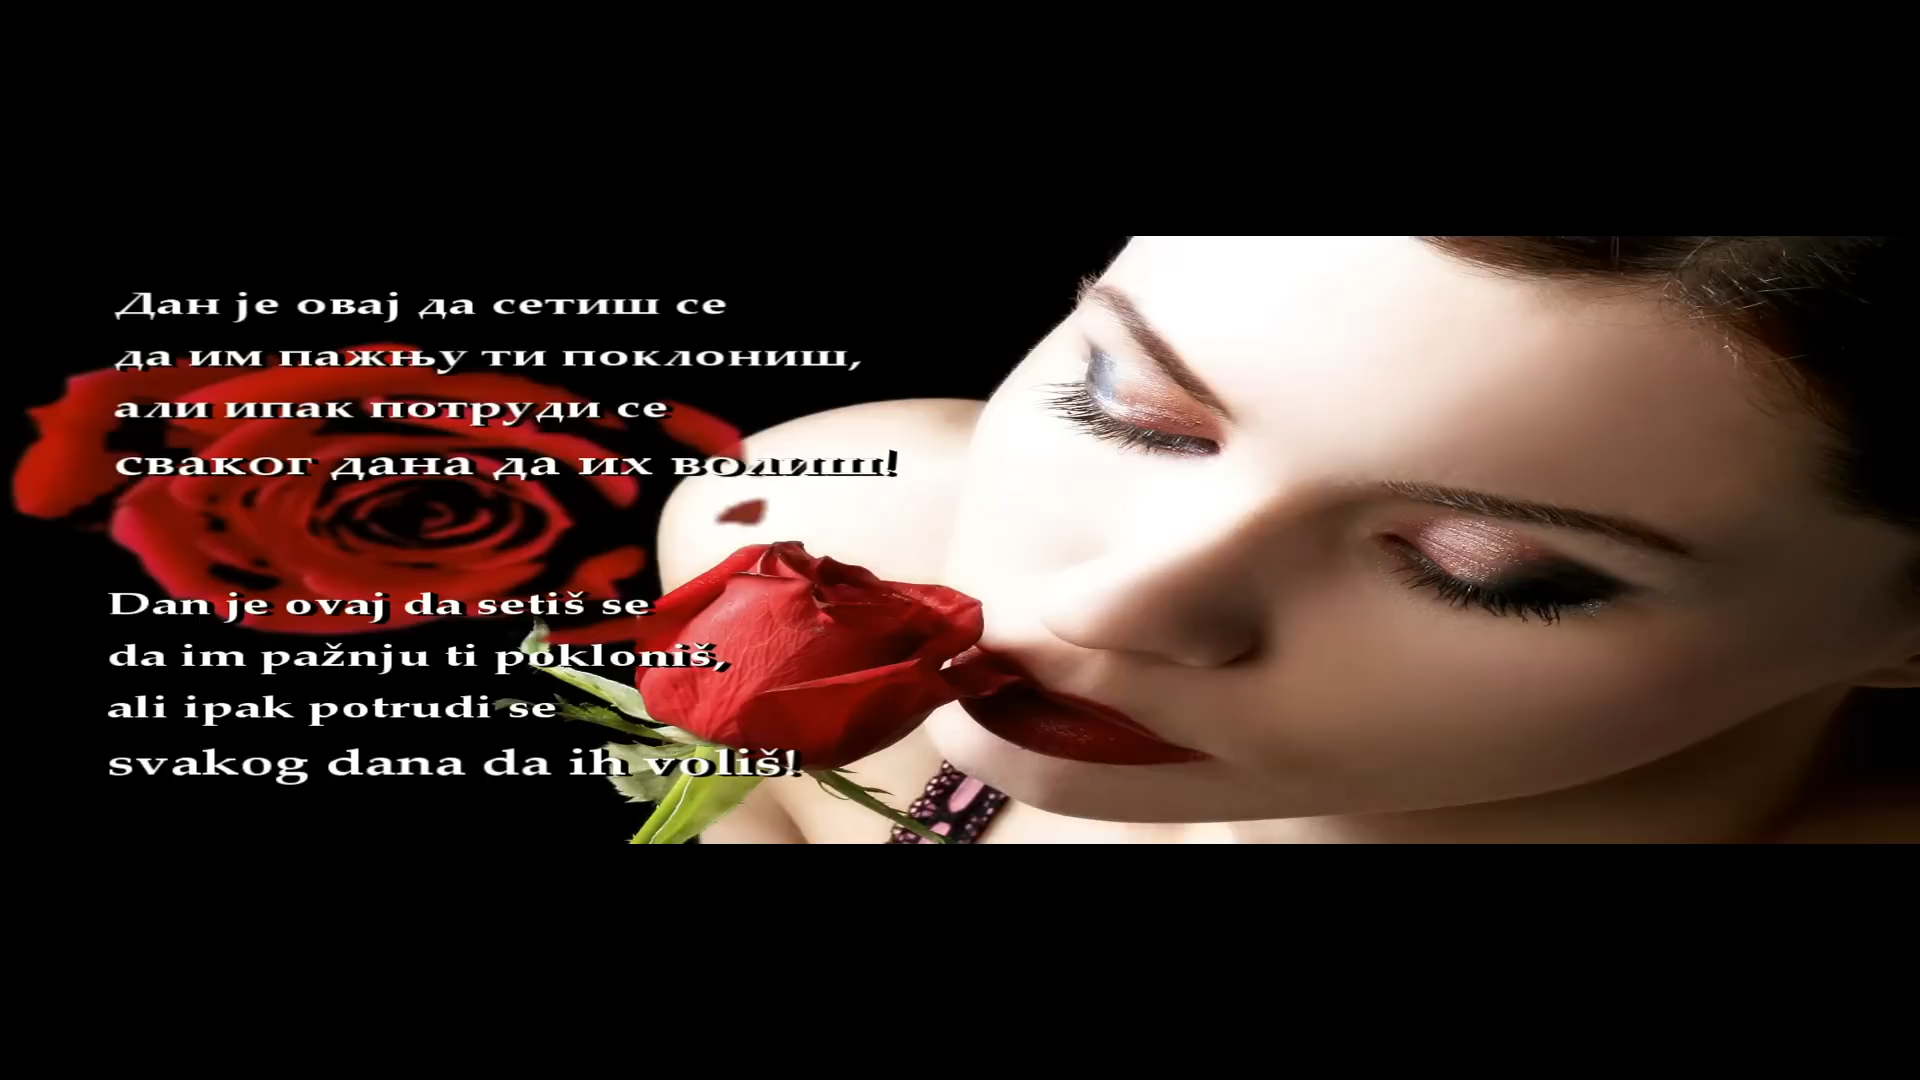 Дан је овај да сетиш се
да им пажњу ти поклониш,
али ипак потруди се
сваког дана да их волиш!
Dan je ovaj da setiš se
da im pažnju ti pokloniš,
ali ipak potrudi se
svakog dana da ih voliš!